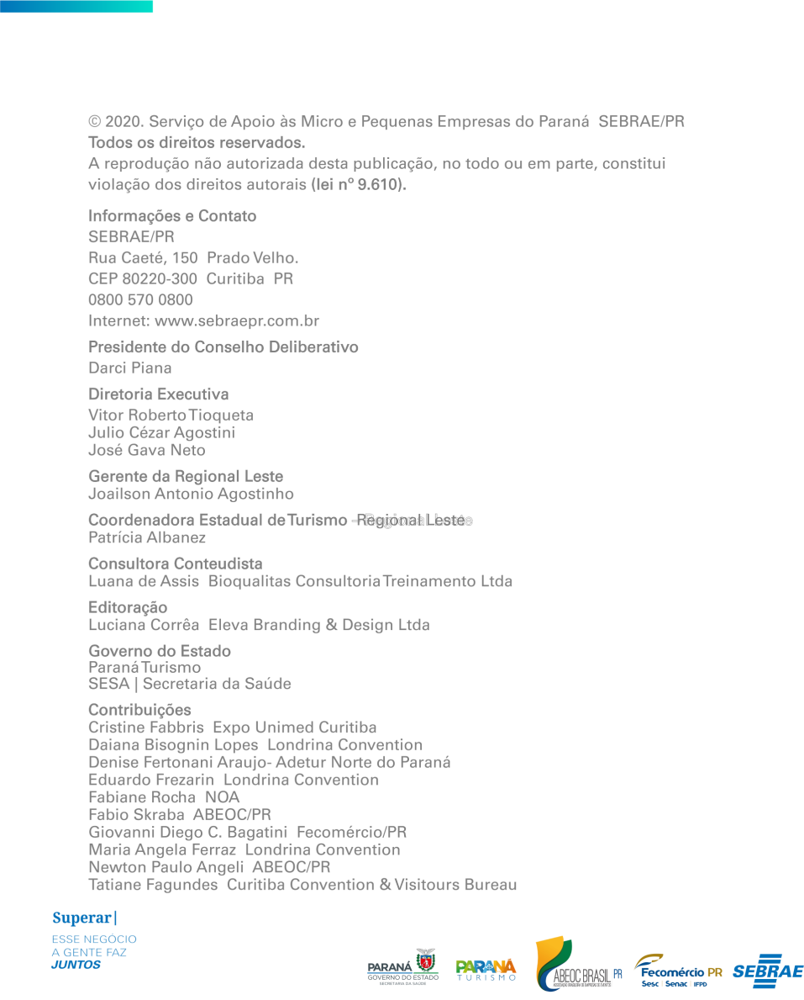 © 2020. Serviço de Apoio às Micro e Pequenas Empresas do Paraná  SEBRAE/PR
Todos os direitos reservados.
A reprodução não autorizada desta publicação, no todo ou em parte, constitui
violação dos direitos autorais (lei nº 9.610).
Informações e Contato
SEBRAE/PR
Rua Caeté, 150  Prado Velho.
CEP 80220-300  Curitiba  PR
0800 570 0800
Internet: www.sebraepr.com.br
Presidente do Conselho Deliberativo
Darci Piana
Diretoria Executiva
Vitor Roberto Tioqueta
Julio Cézar Agostini
José Gava Neto
Gerente da Regional Leste
Joailson Antonio Agostinho
Coordenadora Estadual de Turismo - Regional Leste
Patrícia Albanez
Consultora Conteudista
Luana de Assis  Bioqualitas Consultoria Treinamento Ltda
Editoração
Luciana Corrêa  Eleva Branding & Design Ltda
Governo do Estado
Paraná Turismo
SESA | Secretaria da Saúde
Contribuições
Cristine Fabbris  Expo Unimed Curitiba
Daiana Bisognin Lopes  Londrina Convention
Denise Fertonani Araujo- Adetur Norte do Paraná
Eduardo Frezarin  Londrina Convention
Fabiane Rocha  NOA
Fabio Skraba  ABEOC/PR
Giovanni Diego C. Bagatini  Fecomércio/PR
Maria Angela Ferraz  Londrina Convention
Newton Paulo Angeli  ABEOC/PR
Tatiane Fagundes  Curitiba Convention & Visitours Bureau
Superar|
ESSE NEGÓCIO
A GENTE FAZ
JUNTOS
PARANÁ
GOVERNO DO ESTADO
SECRETARIA DA SAÚDE
PARANÁ
TURISMO
ABEOC BRASIL PR
ASSOCIAÇÃO BRASILEIRA DE EMPRESAS DE EVENTOS
Fecomércio PR
Sesc | Senac | IFPD
SEBRAE